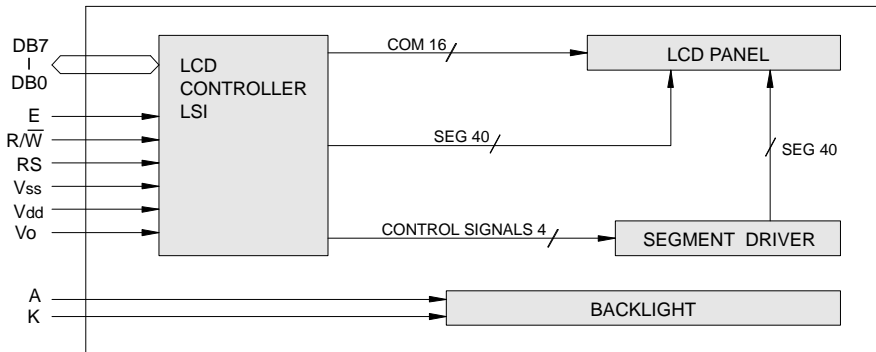 DB7
I
DB0
E
R/W̅
RS
Vss
Vdd
Vo
A
K
LCD
CONTROLLER
LSI
COM 16
SEG 40
CONTROL SIGNALS 4
LCD PANEL
SEG 40
SEGMENT DRIVER
BACKLIGHT